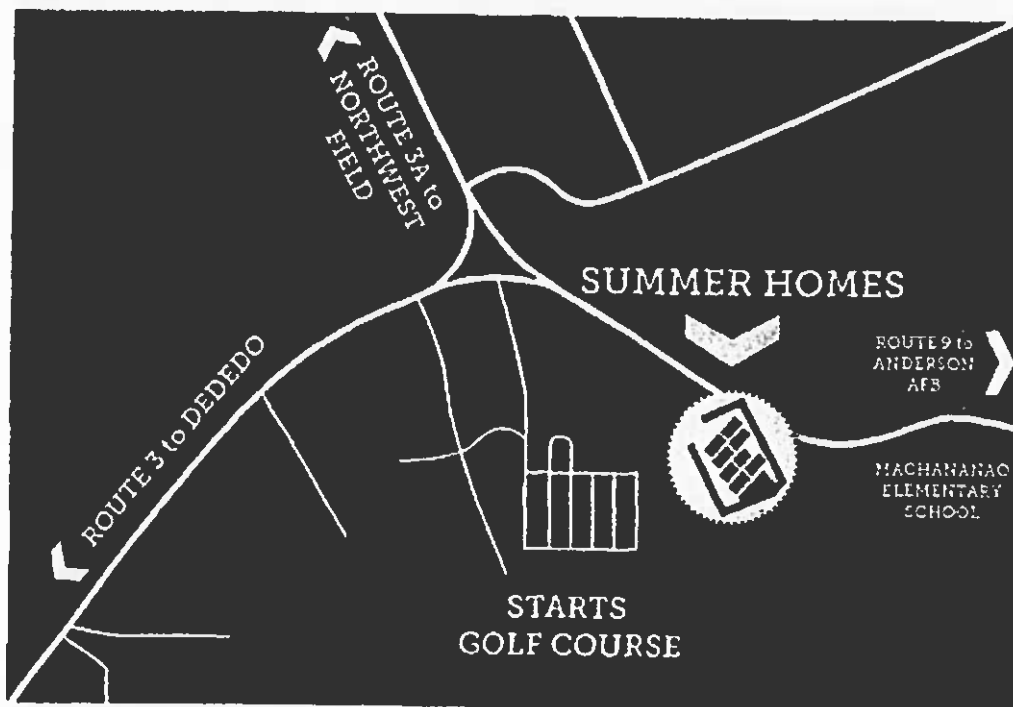 ROUTE 3A to
NORTHWEST
FIELD
SUMMER HOMES
ROUTE 9 to
ANDERSON
AFB
ROUTE 3 to DEDEDO
MACHANANAO
ELEMENTARY
SCHOOL
STARTS
GOLF COURSE